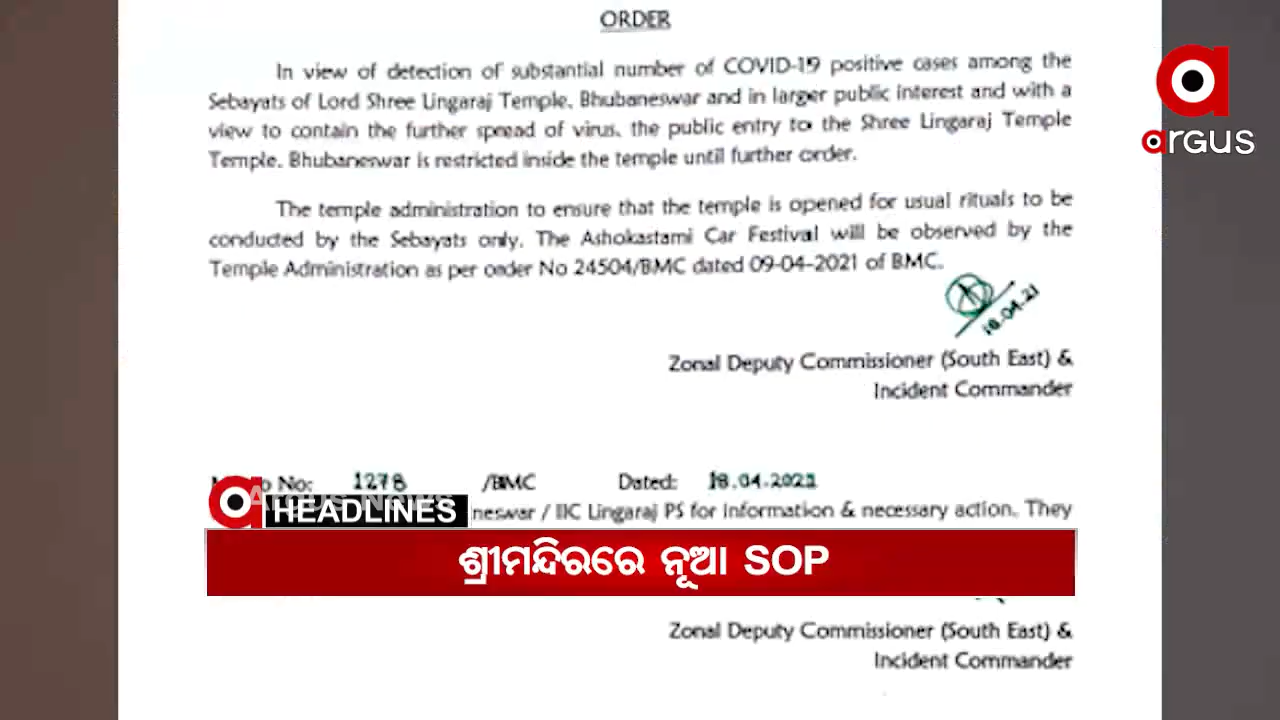 ORDER
In view of detection of substantial number of COVID-19 positive cases among the
Sebayats of Lord Shree Lingaraj Temple, Bhubaneswar and in larger public interest and with a
view to contain the further spread of virus, the public entry to the Shree Lingaraj Temple
Temple, Bhubaneswar is restricted inside the temple until further order.
The temple administration to ensure that the temple is opened for usual rituals to be
conducted by the Sebayats only. The Ashokastami Car Festival will be observed by the
Temple Administration as per order No 24504/BMC dated 09-04-2021 of BMC.
18.04.21
Zonal Deputy Commissioner (South East) &
Incident Commander
No: 1278 /BMC Dated: 18.04.2021
neswar / IIC Lingaraj PS for information & necessary action. They
Zonal Deputy Commissioner (South East) &
Incident Commander
argus
HEADLINES
ଶ୍ରୀମନ୍ଦିରରେ ନୂଆ SOP